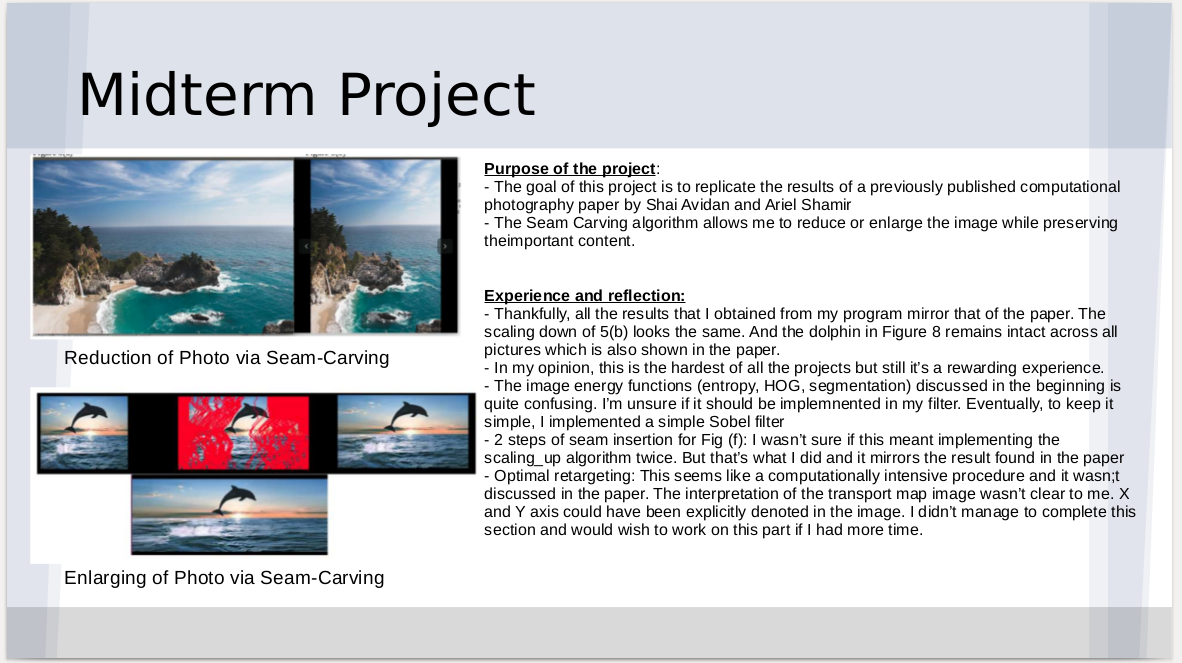 Midterm Project
Purpose of the project:
- The goal of this project is to replicate the results of a previously published computational
photography paper by Shai Avidan and Ariel Shamir
- The Seam Carving algorithm allows me to reduce or enlarge the image while preserving
theimportant content.
Experience and reflection:
- Thankfully, all the results that I obtained from my program mirror that of the paper. The
scaling down of 5(b) looks the same. And the dolphin in Figure 8 remains intact across all
pictures which is also shown in the paper.
- In my opinion, this is the hardest of all the projects but still it’s a rewarding experience.
- The image energy functions (entropy, HOG, segmentation) discussed in the beginning is
quite confusing. I’m unsure if it should be implemnented in my filter. Eventually, to keep it
simple, I implemented a simple Sobel filter
- 2 steps of seam insertion for Fig (f): I wasn’t sure if this meant implementing the
scaling_up algorithm twice. But that’s what I did and it mirrors the result found in the paper
- Optimal retargeting: This seems like a computationally intensive procedure and it wasn;t
discussed in the paper. The interpretation of the transport map image wasn’t clear to me. X
and Y axis could have been explicitly denoted in the image. I didn’t manage to complete this
section and would wish to work on this part if I had more time.
Reduction of Photo via Seam-Carving
Enlarging of Photo via Seam-Carving